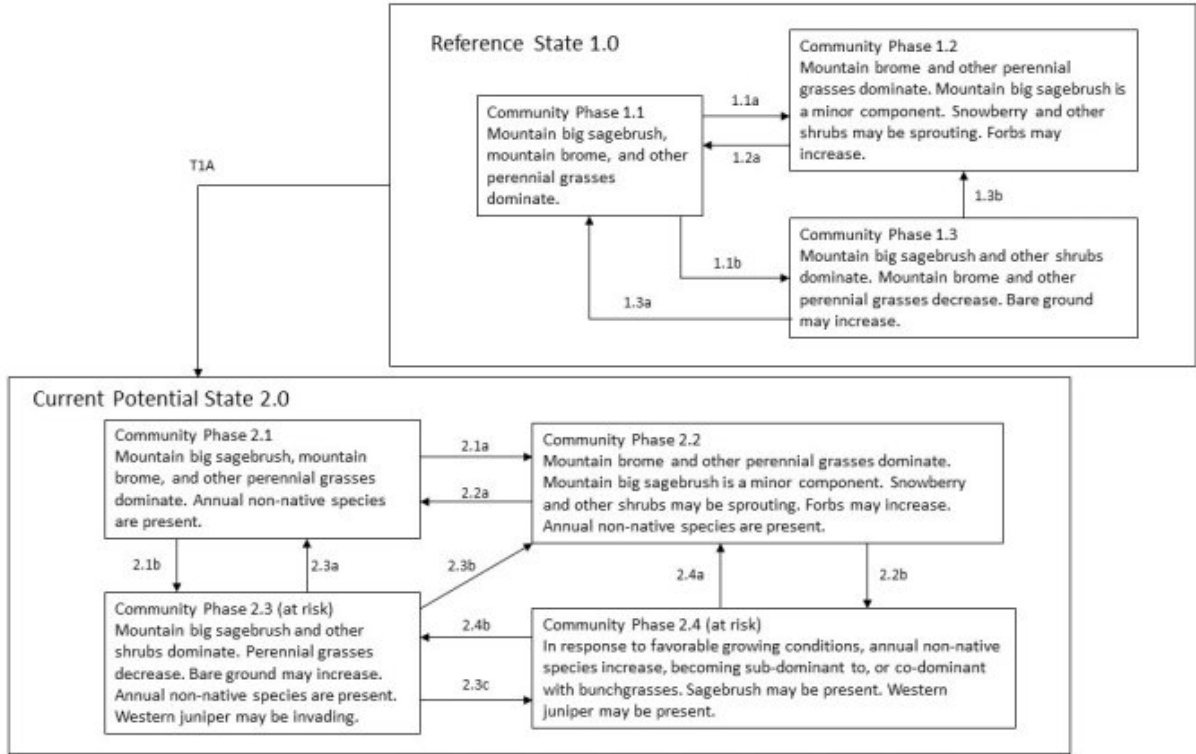 Reference State 1.0
Community Phase 1.1
Mountain big sagebrush,
mountain brome, and other
perennial grasses
dominate.
1.1a
1.2a
Community Phase 1.2
Mountain brome and other perennial
grasses dominate. Mountain big sagebrush is
a minor component. Snowberry and other
shrubs may be sprouting. Forbs may
increase.
1.3b
1.1b
1.3a
Community Phase 1.3
Mountain big sagebrush and other shrubs
dominate. Mountain brome and other
perennial grasses decrease. Bare ground
may increase.
T1A
Current Potential State 2.0
Community Phase 2.1
Mountain big sagebrush, mountain
brome, and other perennial grasses
dominate. Annual non-native species
are present.
2.1a
2.2a
Community Phase 2.2
Mountain brome and other perennial grasses dominate.
Mountain big sagebrush is a minor component. Snowberry
and other shrubs may be sprouting. Forbs may increase.
Annual non-native species are present.
2.1b
2.3a
2.3b
2.4a
2.2b
Community Phase 2.3 (at risk)
Mountain big sagebrush and other
shrubs dominate. Perennial grasses
decrease. Bare ground may increase.
Annual non-native species are present.
Western juniper may be invading.
2.4b
2.3c
Community Phase 2.4 (at risk)
In response to favorable growing conditions, annual non-native
species increase, becoming sub-dominant to, or co-dominant
with bunchgrasses. Sagebrush may be present. Western
juniper may be present.